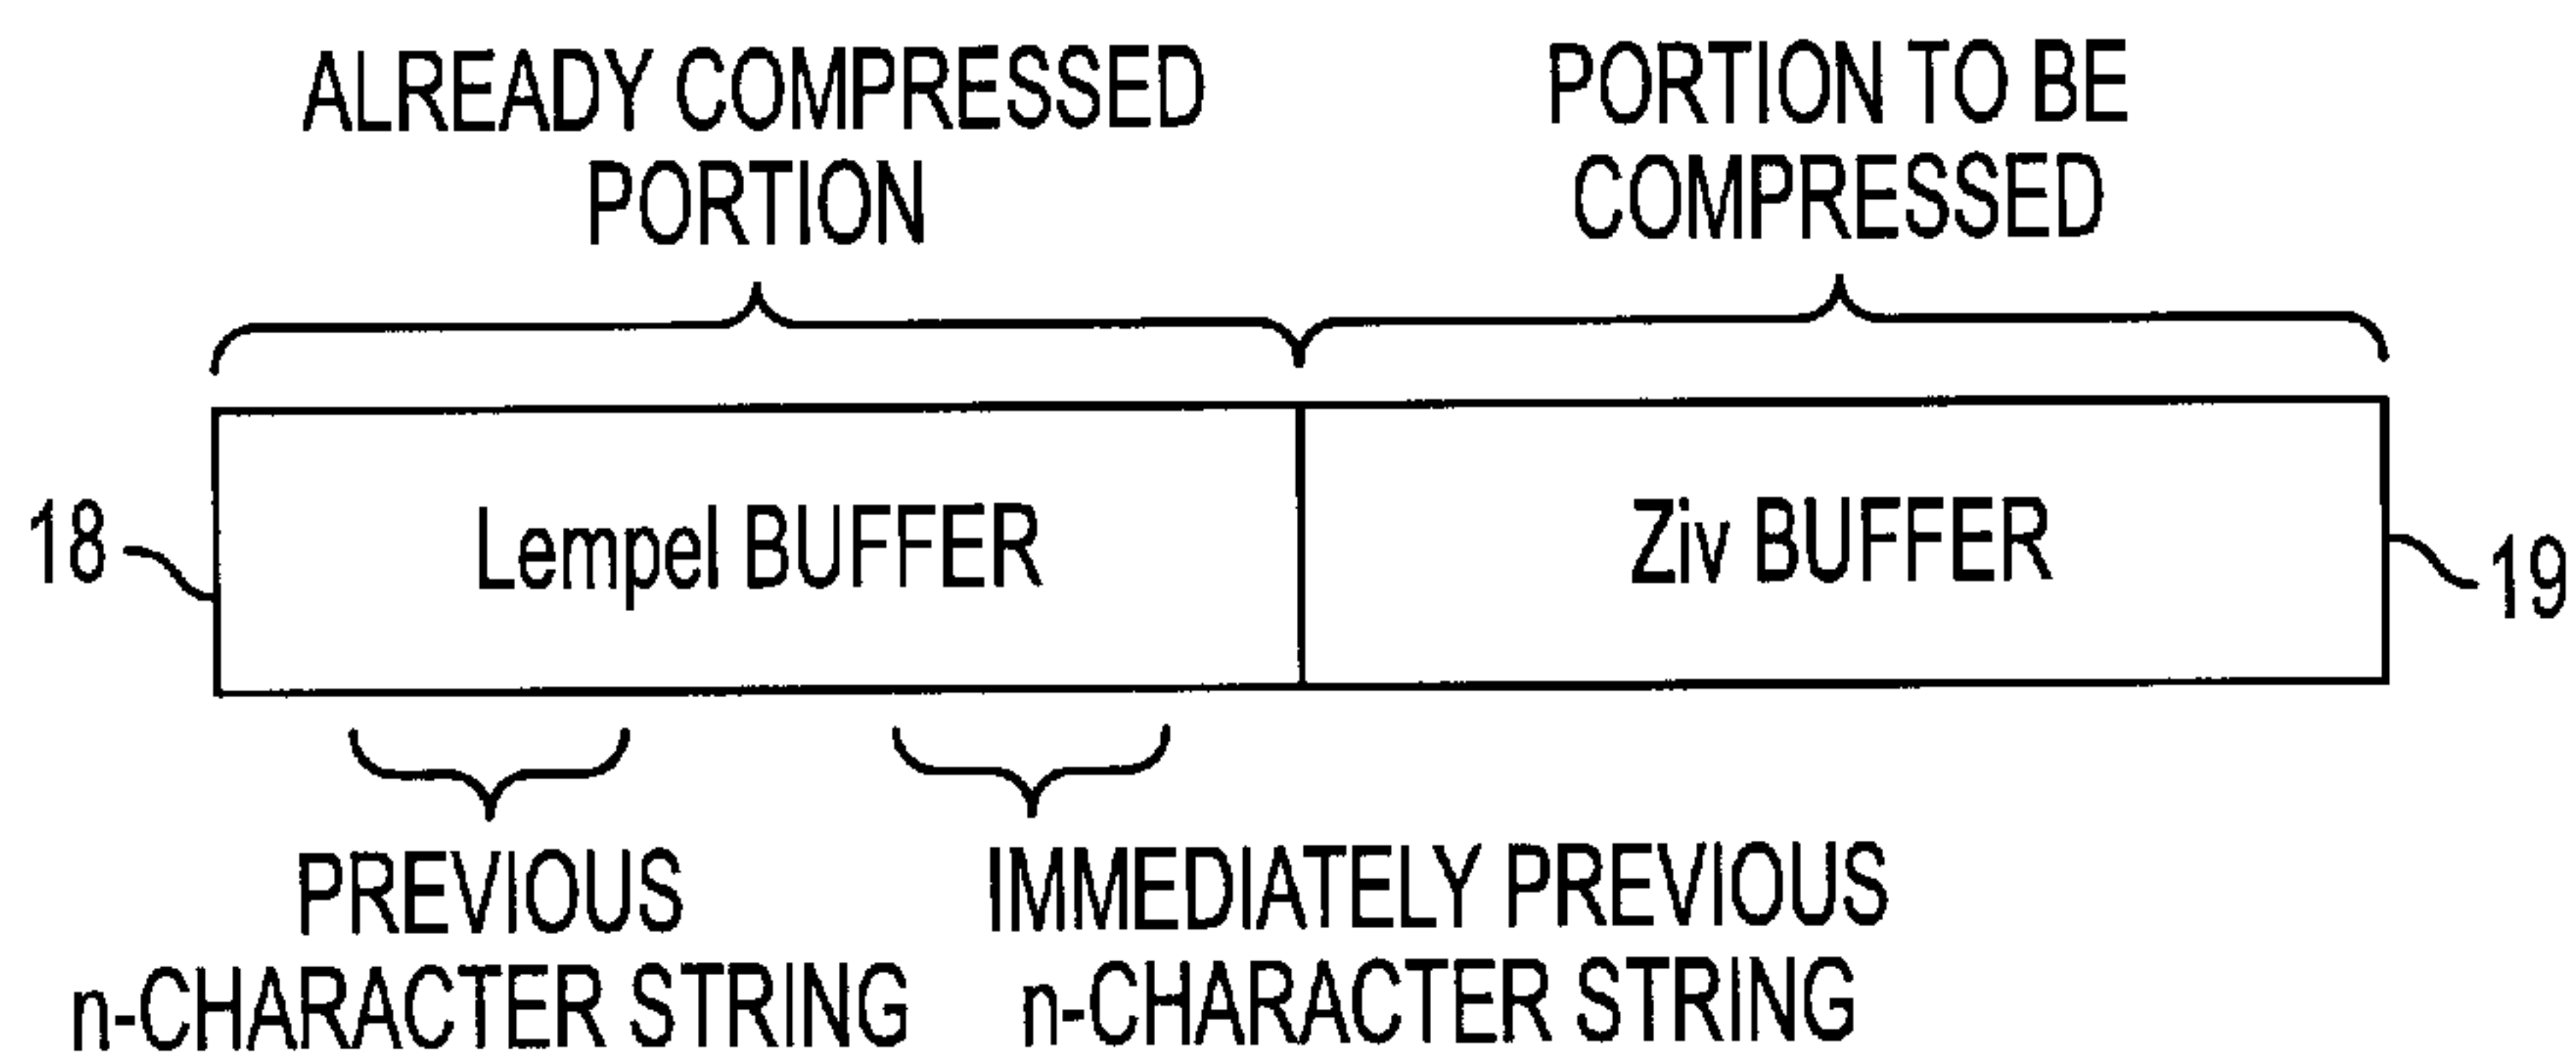 ALREADY COMPRESSED
PORTION
PORTION TO BE
COMPRESSED
18
Lempel BUFFER
Ziv BUFFER
19
PREVIOUS
n-CHARACTER STRING
IMMEDIATELY PREVIOUS
n-CHARACTER STRING